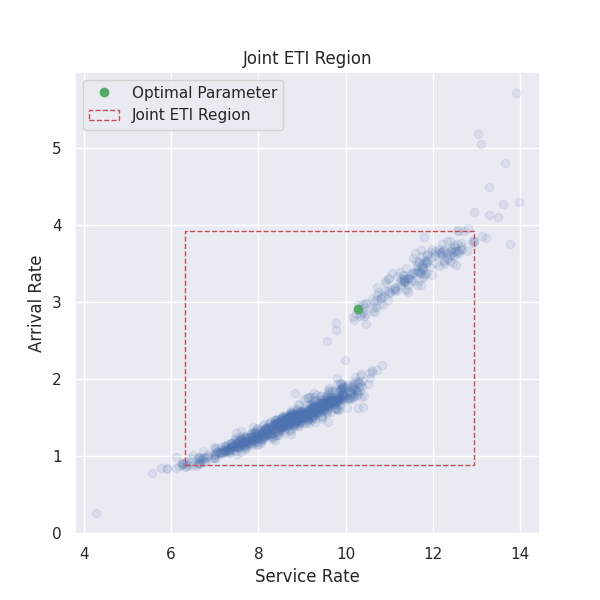 Joint ETI Region
Optimal Parameter
Joint ETI Region
Arrival Rate
5
4
3
2
1
0
4 6 8 10 12 14
Service Rate